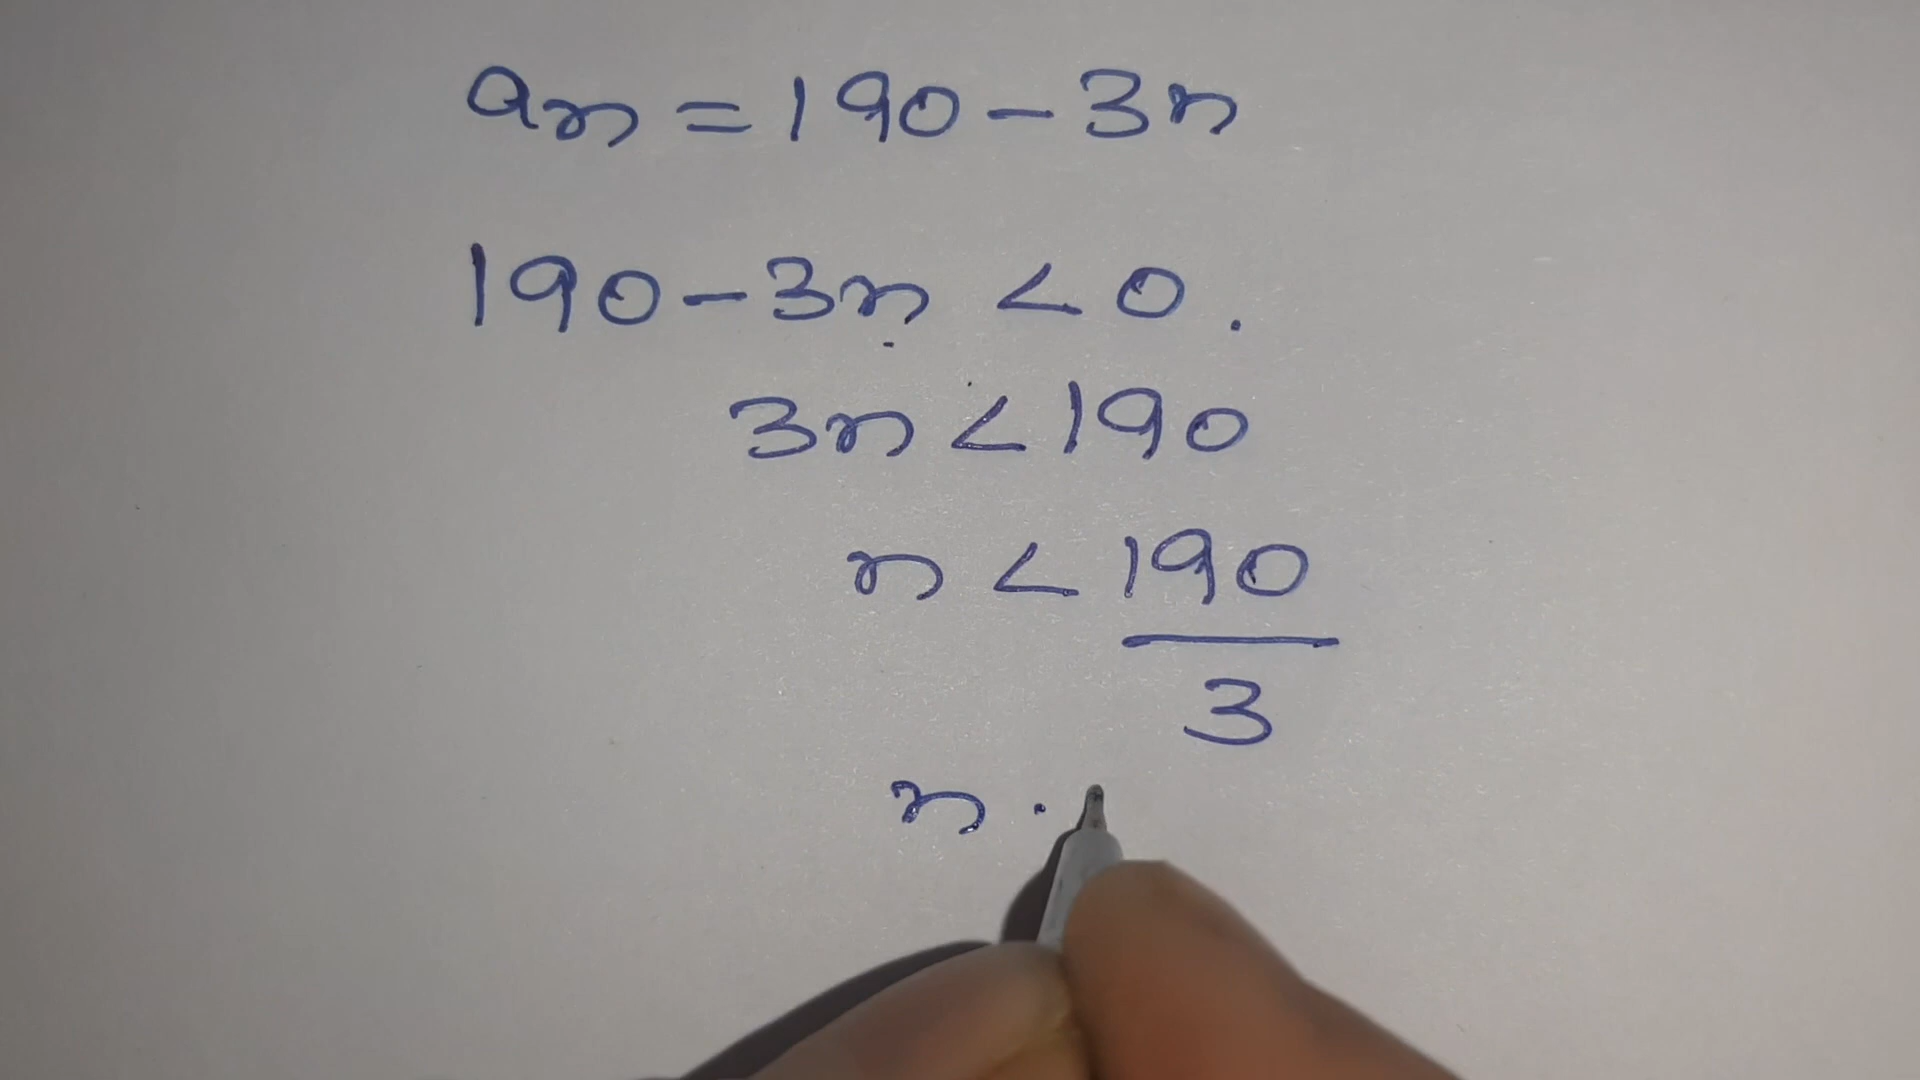 an = 190 - 3n
190 - 3n < 0.
3n < 190
n < 190/3
n